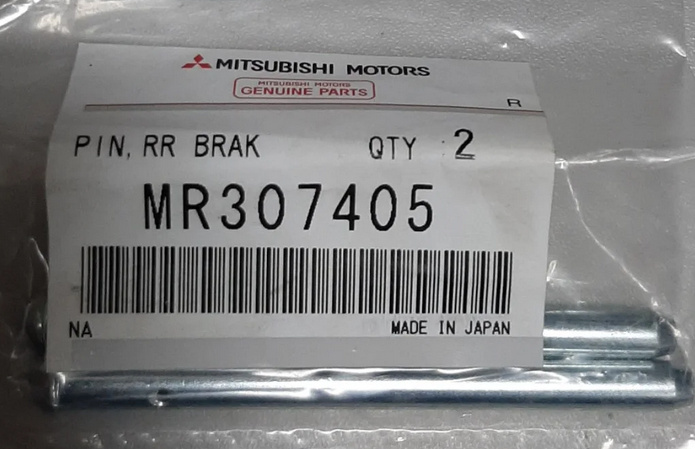 MITSUBISHI MOTORS
MITSUBISHI MOTORS
GENUINE PARTS
R
PIN, RR BRAK QTY : 2
MR307405
NA MADE IN JAPAN